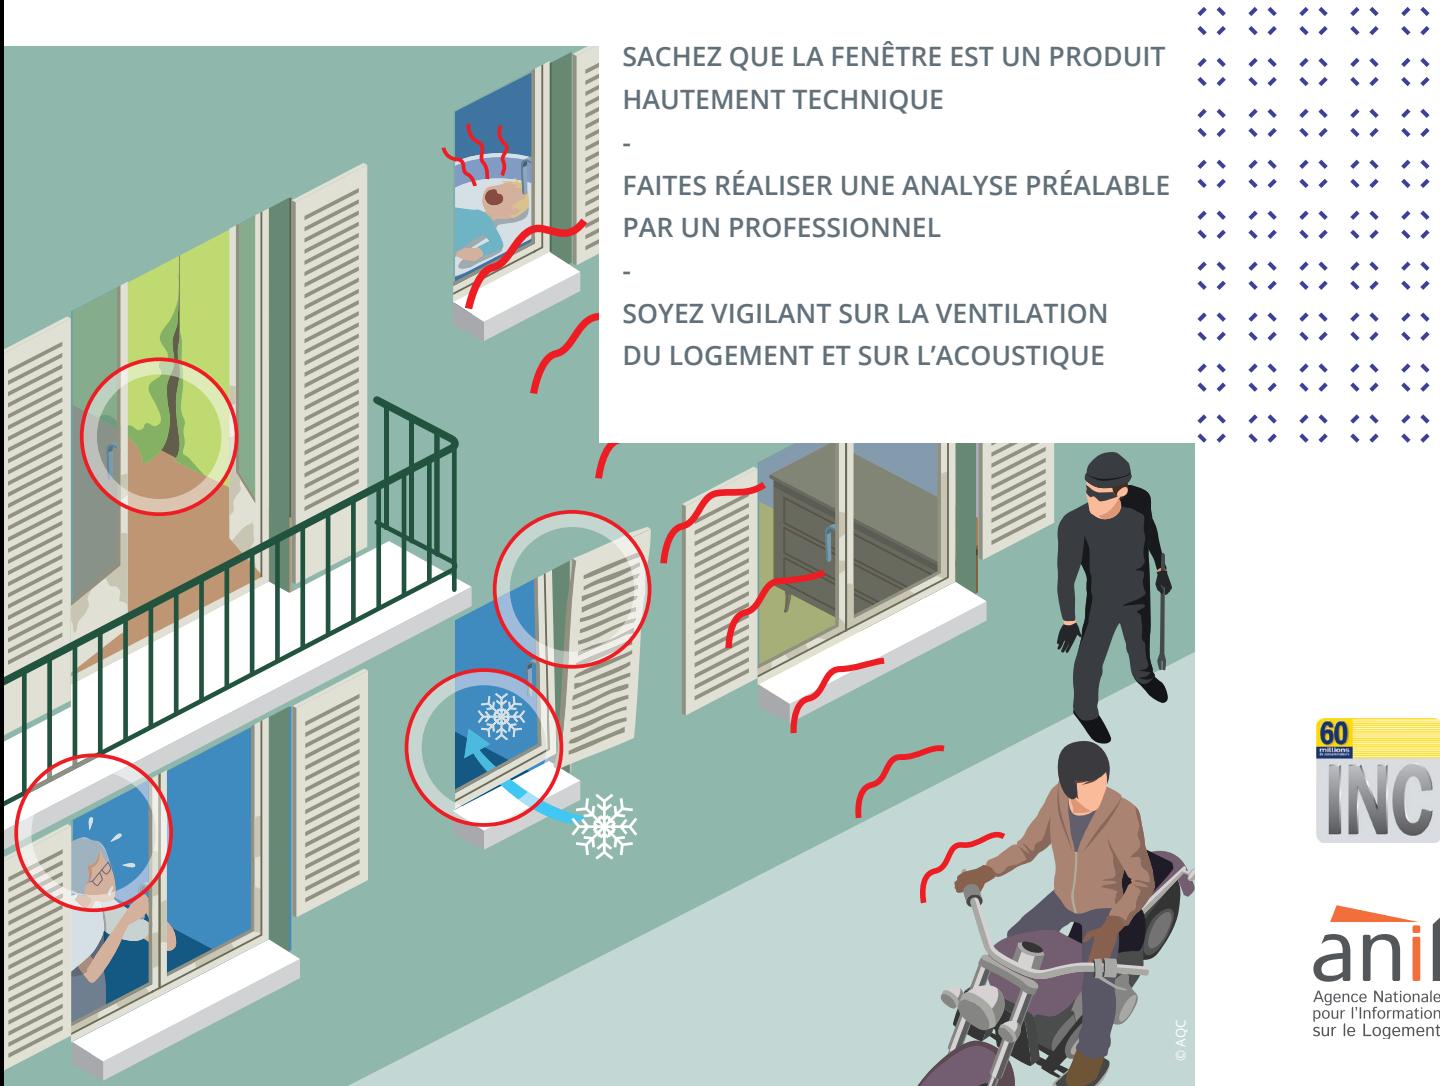 SACHEZ QUE LA FENÊTRE EST UN PRODUIT
HAUTEMENT TECHNIQUE
-
FAITES RÉALISER UNE ANALYSE PRÉALABLE
PAR UN PROFESSIONNEL
-
SOYEZ VIGILANT SUR LA VENTILATION
DU LOGEMENT ET SUR L’ACOUSTIQUE
60
millions
INC
anil
Agence Nationale
pour l’Information
sur le Logement
© AQC